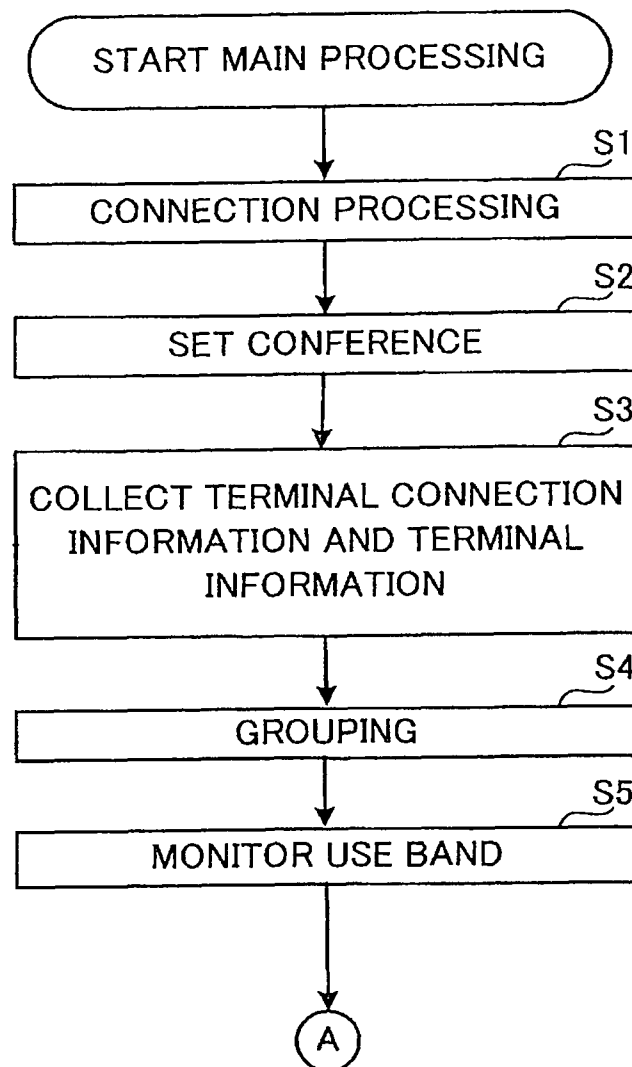 START MAIN PROCESSING
S1
CONNECTION PROCESSING
S2
SET CONFERENCE
S3
COLLECT TERMINAL CONNECTION
INFORMATION AND TERMINAL
INFORMATION
S4
GROUPING
S5
MONITOR USE BAND
A